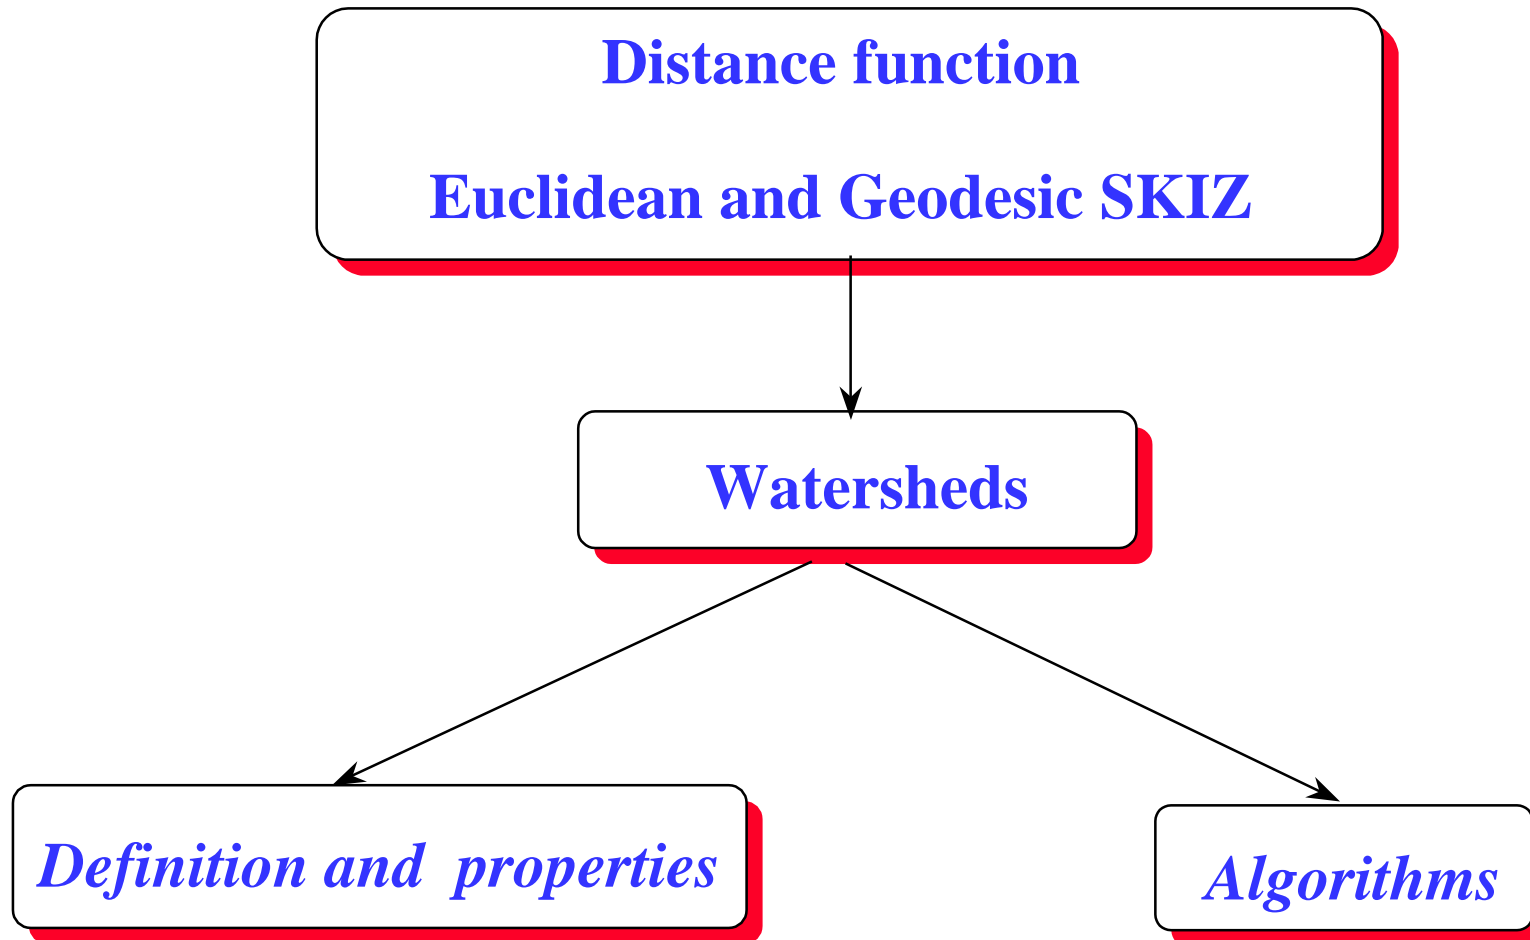 Distance function
Euclidean and Geodesic SKIZ
Watersheds
Definition and properties
Algorithms